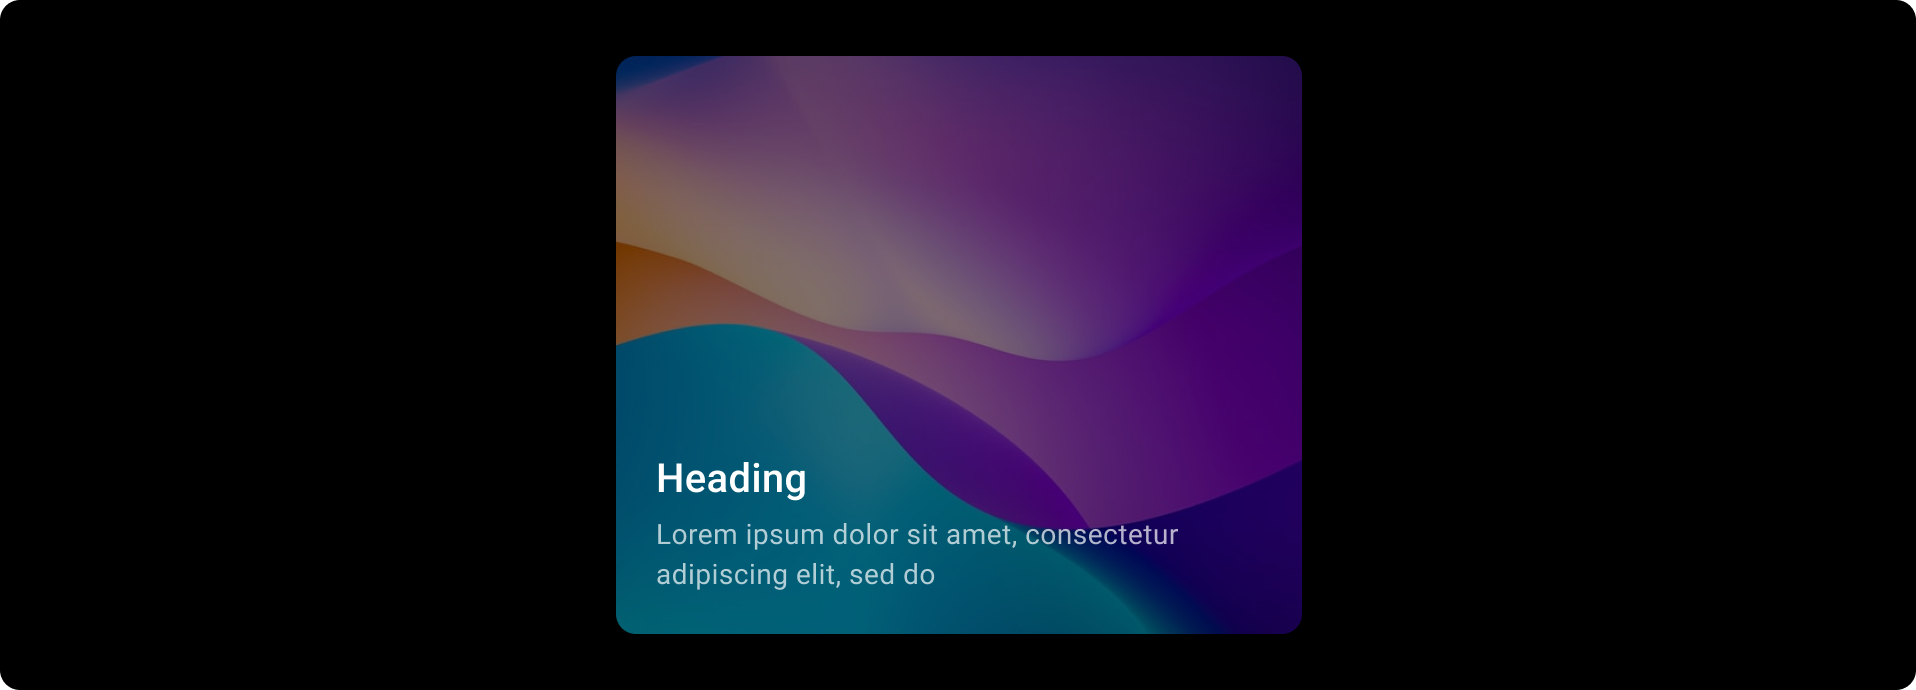 Heading
Lorem ipsum dolor sit amet, consectetur
adipiscing elit, sed do